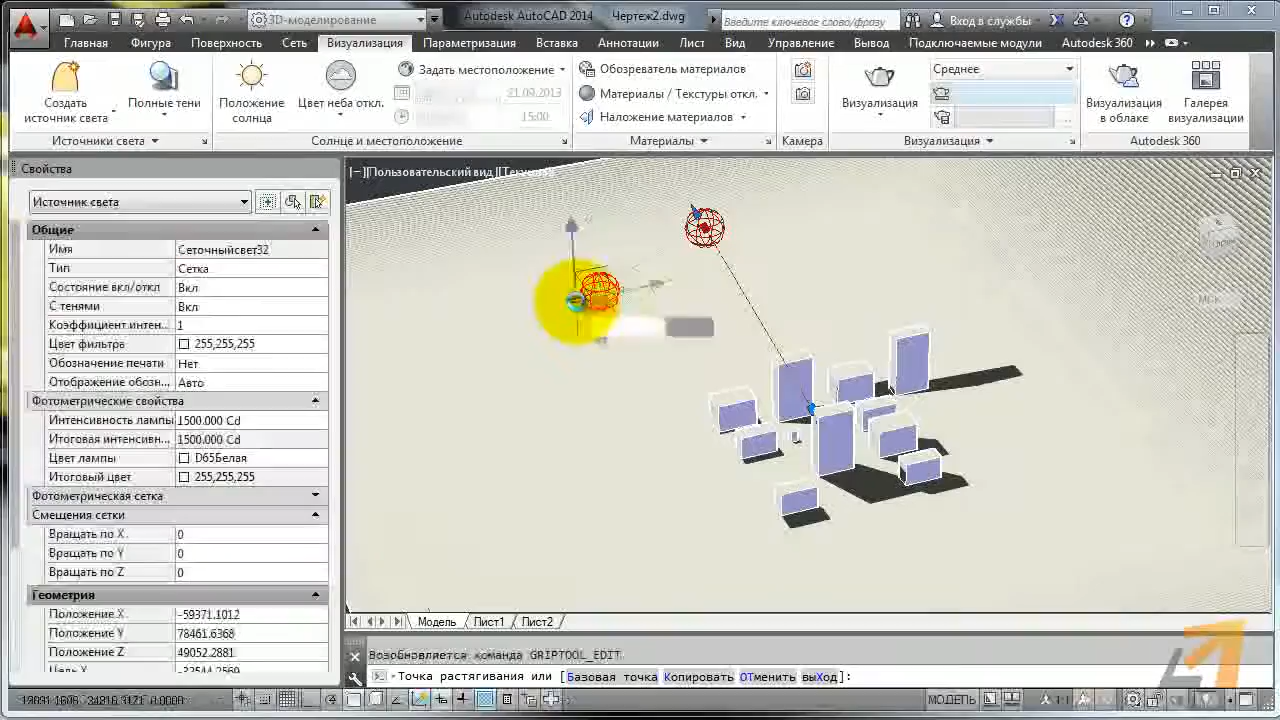 3D-моделирование
Autodesk AutoCAD 2014 Чертеж2.dwg
Введите ключевое слово/фразу
Вход в службы
Главная Фигура Поверхность Сеть Визуализация Параметризация Вставка Аннотации Лист Вид Управление Вывод Подключаемые модули Autodesk 360
Создать источник света
Полные тени
Положение солнца
Цвет неба откл.
Задать местоположение
21.09.2013
15:00
Обозреватель материалов
Материалы / Текстуры откл.
Наложение материалов
Визуализация
Среднее
Визуализация в облаке
Галерея визуализации
Источники света
Солнце и местоположение
Материалы
Камера
Визуализация
Autodesk 360
Свойства
Источник света
Общие
Имя Сеточныйсвет32
Тип Сетка
Состояние вкл/откл Вкл
С тенями Вкл
Коэффициент интен... 1
Цвет фильтра 255,255,255
Обозначение печати Нет
Отображение обозн... Авто
Фотометрические свойства
Интенсивность лампы 1500.000 Cd
Итоговая интенсивн... 1500.000 Cd
Цвет лампы D65Белая
Итоговый цвет 255,255,255
Фотометрическая сетка
Смещения сетки
Вращать по X 0
Вращать по Y 0
Вращать по Z 0
Геометрия
Положение X -59371.1012
Положение Y 78461.6368
Положение Z 49052.2881
[−][Пользовательский вид]
МСК
Модель Лист1 Лист2
Возобновляется команда GRIPTOOL_EDIT
Точка растягивания или [Базовая точка Копировать ОТменить выХод]:
МОДЕЛЬ
1:1